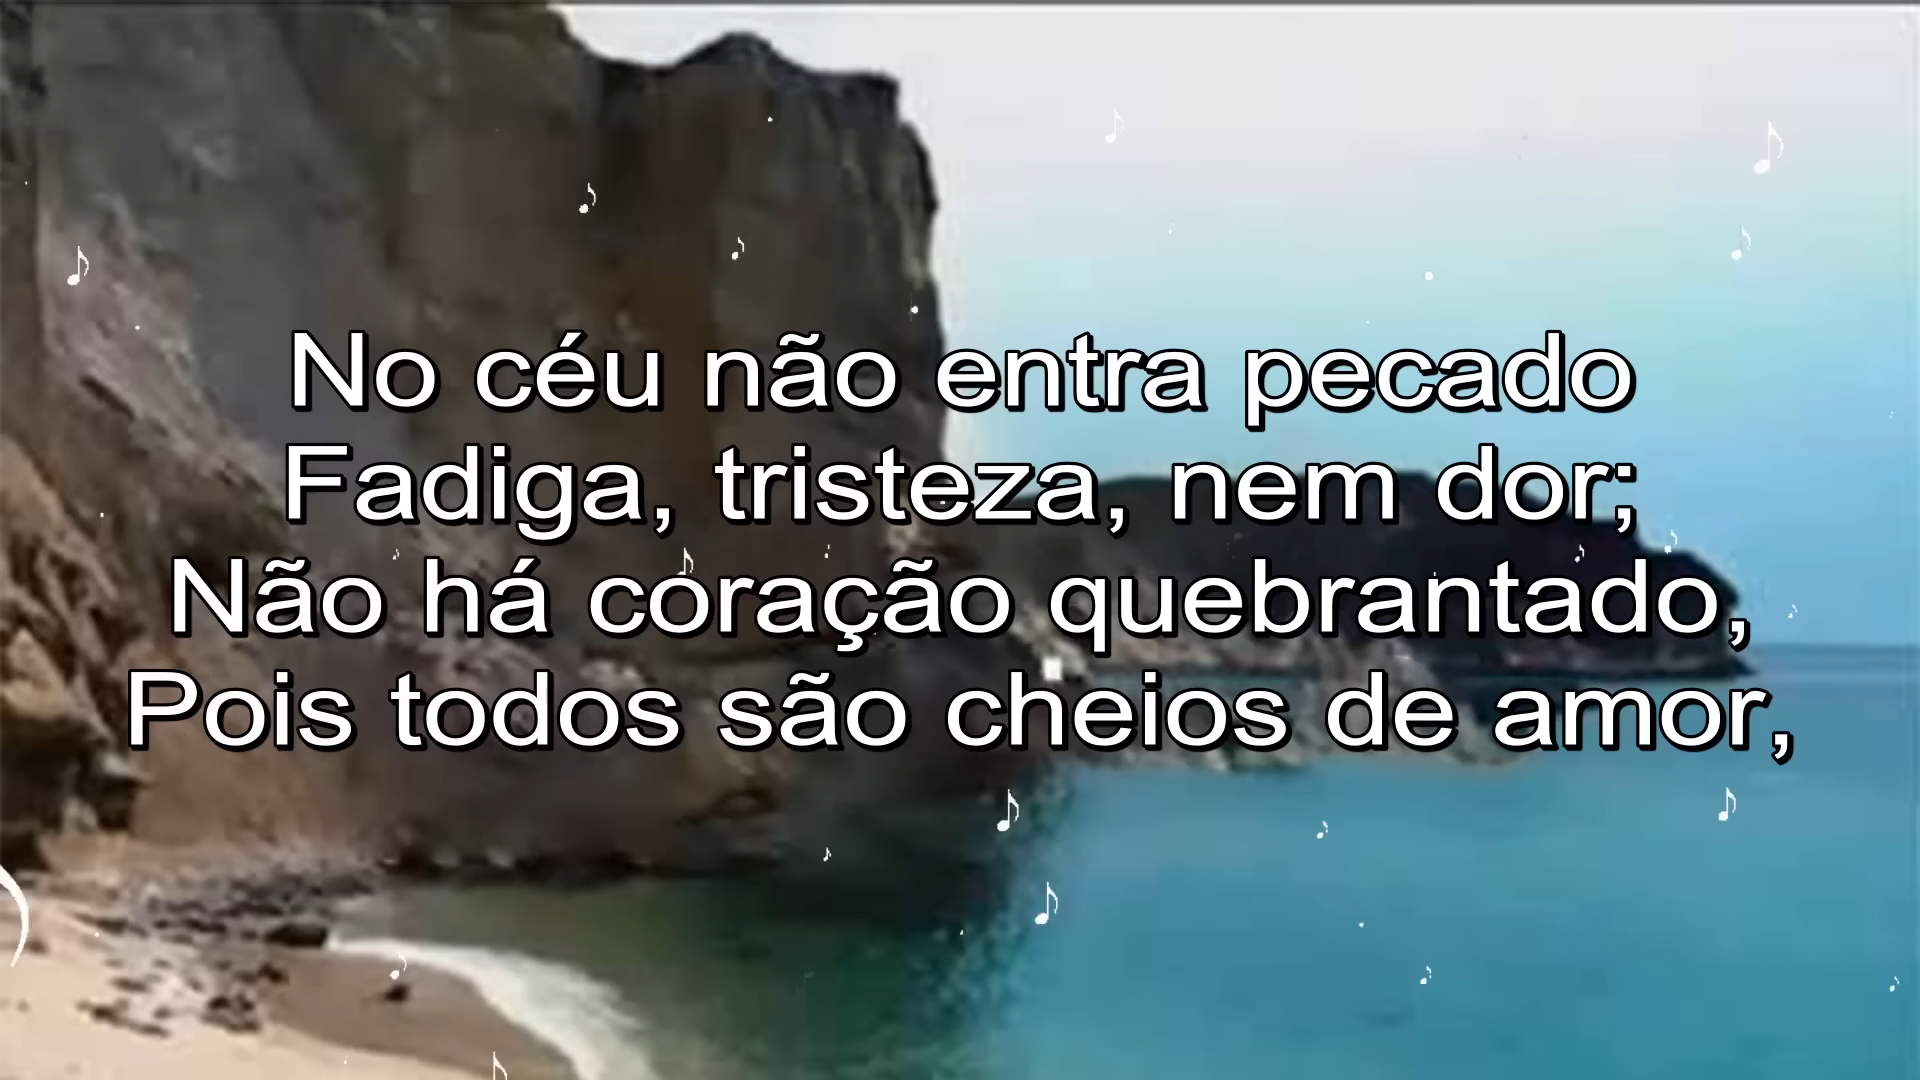 No céu não entra pecado
Fadiga, tristeza, nem dor;
Não há coração quebrantado,
Pois todos são cheios de amor,